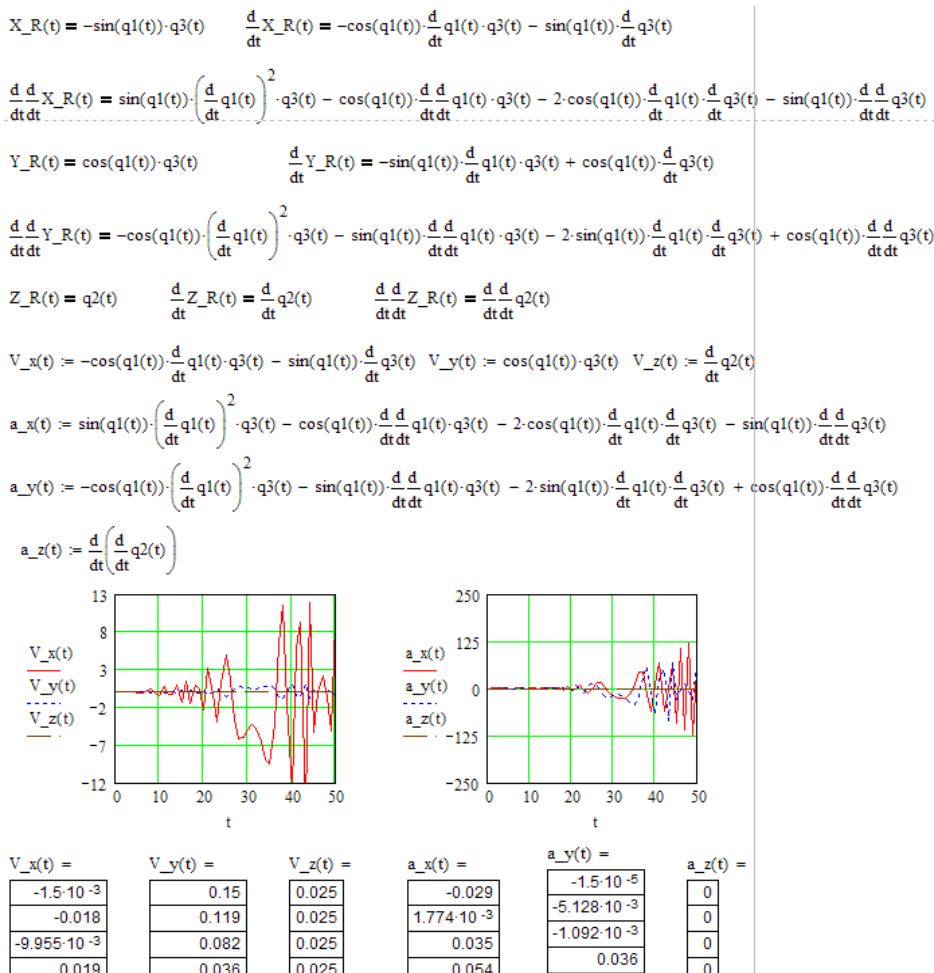 X_R(t) = −sin(q1(t))·q3(t) d/dt X_R(t) = −cos(q1(t))·d/dt q1(t)·q3(t) − sin(q1(t))·d/dt q3(t)
d/dt d/dt X_R(t) = sin(q1(t))·(d/dt q1(t))^2·q3(t) − cos(q1(t))·d/dt d/dt q1(t)·q3(t) − 2·cos(q1(t))·d/dt q1(t)·d/dt q3(t) − sin(q1(t))·d/dt d/dt q3(t)
Y_R(t) = cos(q1(t))·q3(t) d/dt Y_R(t) = −sin(q1(t))·d/dt q1(t)·q3(t) + cos(q1(t))·d/dt q3(t)
d/dt d/dt Y_R(t) = −cos(q1(t))·(d/dt q1(t))^2·q3(t) − sin(q1(t))·d/dt d/dt q1(t)·q3(t) − 2·sin(q1(t))·d/dt q1(t)·d/dt q3(t) + cos(q1(t))·d/dt d/dt q3(t)
Z_R(t) = q2(t) d/dt Z_R(t) = d/dt q2(t) d/dt d/dt Z_R(t) = d/dt d/dt q2(t)
V_x(t) := −cos(q1(t))·d/dt q1(t)·q3(t) − sin(q1(t))·d/dt q3(t) V_y(t) := cos(q1(t))·q3(t) V_z(t) := d/dt q2(t)
a_x(t) := sin(q1(t))·(d/dt q1(t))^2·q3(t) − cos(q1(t))·d/dt d/dt q1(t)·q3(t) − 2·cos(q1(t))·d/dt q1(t)·d/dt q3(t) − sin(q1(t))·d/dt d/dt q3(t)
a_y(t) := −cos(q1(t))·(d/dt q1(t))^2·q3(t) − sin(q1(t))·d/dt d/dt q1(t)·q3(t) − 2·sin(q1(t))·d/dt q1(t)·d/dt q3(t) + cos(q1(t))·d/dt d/dt q3(t)
a_z(t) := d/dt(d/dt q2(t))
13
8
3
−2
−7
−12
V_x(t)
V_y(t)
V_z(t)
0 10 20 30 40 50
t
250
125
0
−125
−250
a_x(t)
a_y(t)
a_z(t)
0 10 20 30 40 50
t
V_x(t) = V_y(t) = V_z(t) = a_x(t) = a_y(t) = a_z(t) =
-1.5·10 -3 0.15 0.025 -0.029 -1.5·10 -5 0
-0.018 0.119 0.025 1.774·10 -3 -5.128·10 -3 0
-9.955·10 -3 0.082 0.025 0.035 -1.092·10 -3 0
0.019 0.036 0.025 0.054 0.036 0